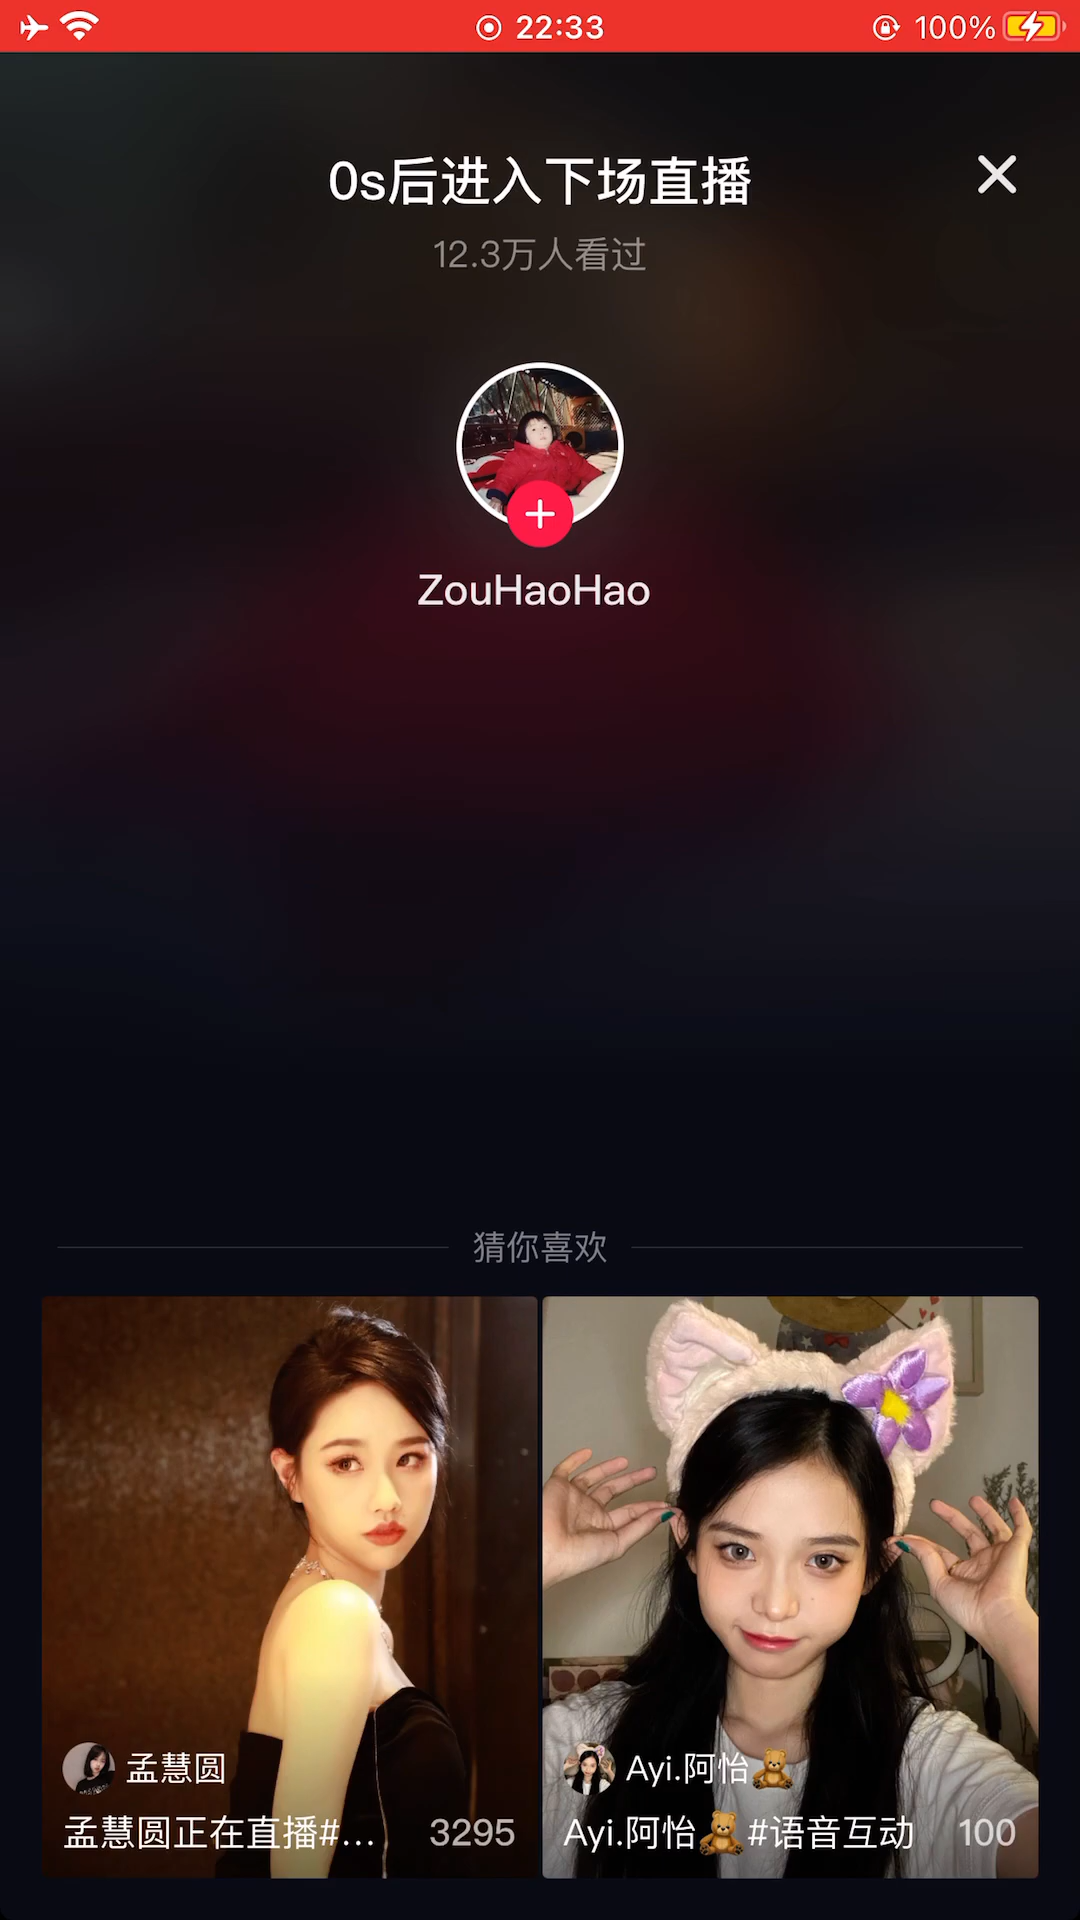 22:33
100%
0s后进入下场直播
12.3万人看过
ZouHaoHao
猜你喜欢
孟慧圆
孟慧圆正在直播#... 3295
Ayi.阿怡🧸
Ayi.阿怡🧸#语音互动 100